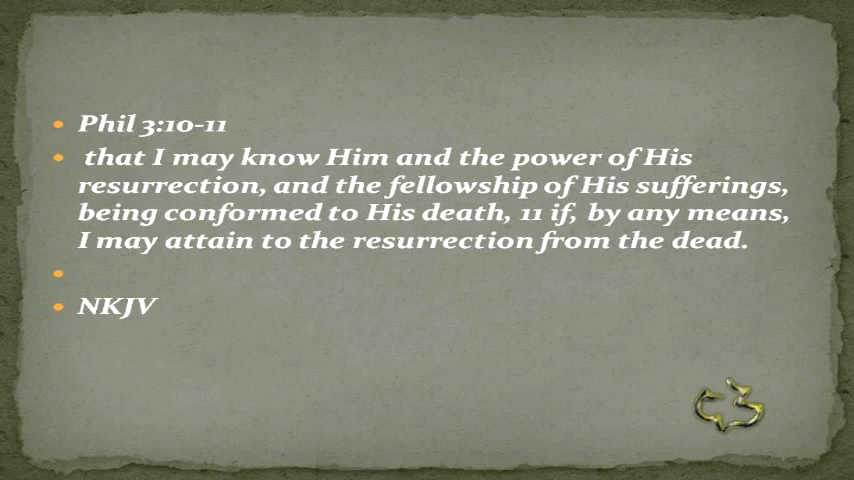 Phil 3:10-11
that I may know Him and the power of His
resurrection, and the fellowship of His sufferings,
being conformed to His death, 11 if, by any means,
I may attain to the resurrection from the dead.
NKJV
C3